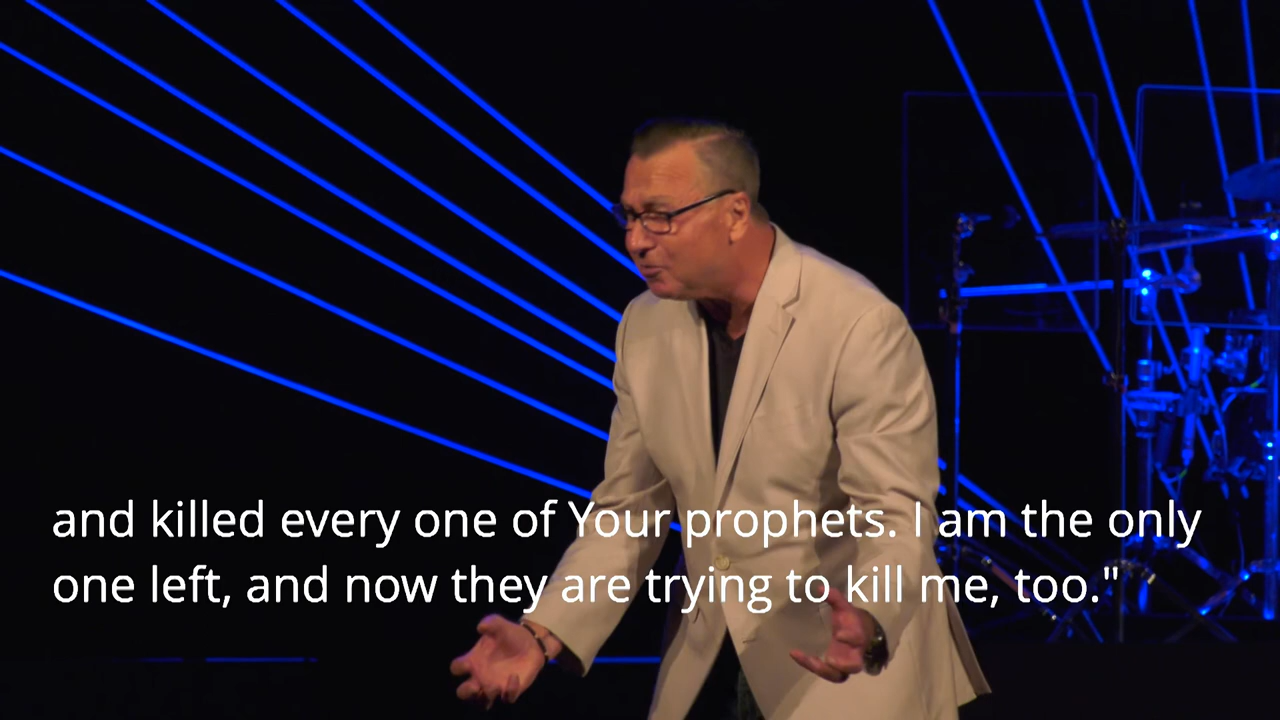 and killed every one of Your prophets. I am the only
one left, and now they are trying to kill me, too."